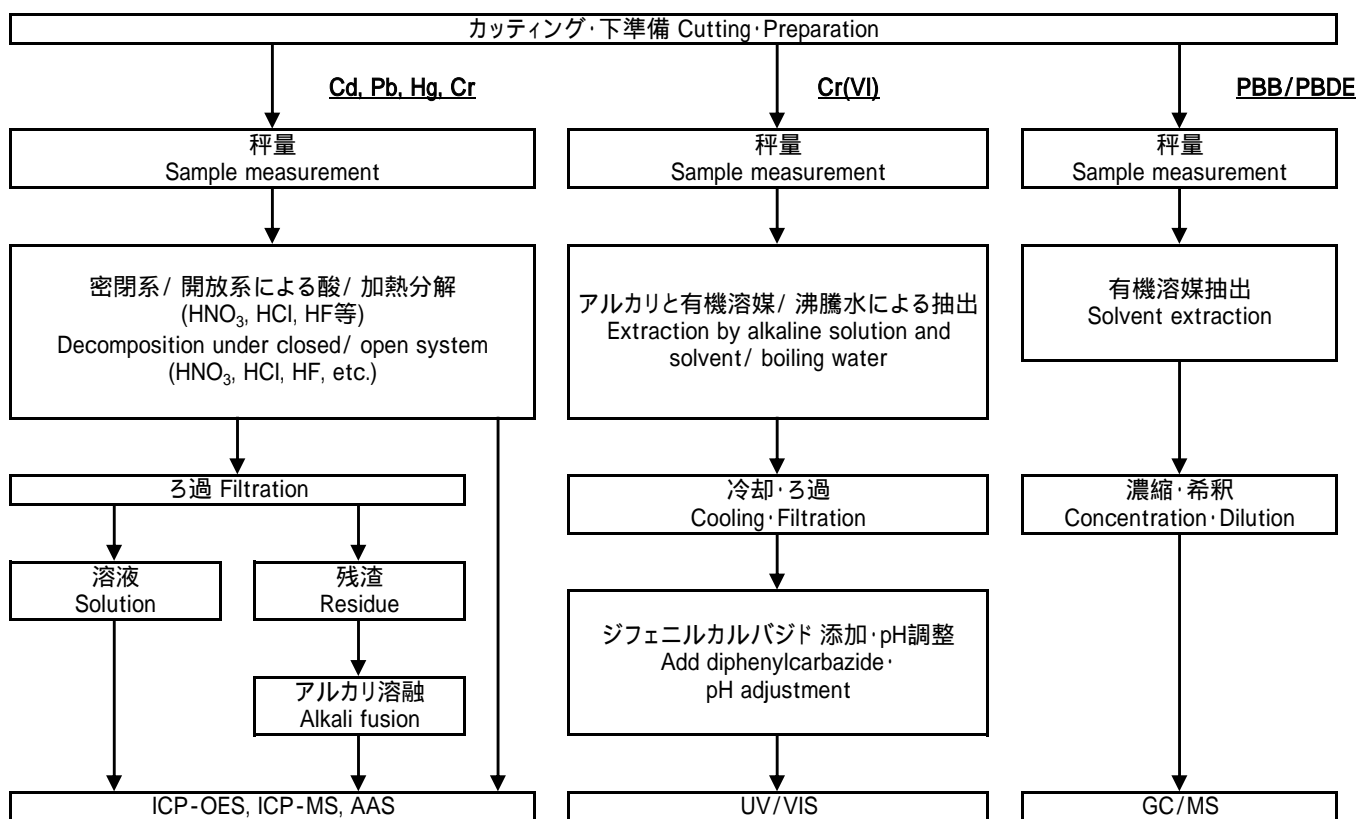 カッティング・下準備 Cutting・Preparation
Cd, Pb, Hg, Cr
秤量
Sample measurement
密閉系/ 開放系による酸/ 加熱分解
(HNO₃, HCl, HF等)
Decomposition under closed/ open system
(HNO₃, HCl, HF, etc.)
ろ過 Filtration
溶液
Solution
残渣
Residue
アルカリ溶融
Alkali fusion
ICP-OES, ICP-MS, AAS
Cr(VI)
秤量
Sample measurement
アルカリと有機溶媒/ 沸騰水による抽出
Extraction by alkaline solution and
solvent/ boiling water
冷却・ろ過
Cooling・Filtration
ジフェニルカルバジド 添加・pH調整
Add diphenylcarbazide・
pH adjustment
UV/VIS
PBB/PBDE
秤量
Sample measurement
有機溶媒抽出
Solvent extraction
濃縮・希釈
Concentration・Dilution
GC/MS